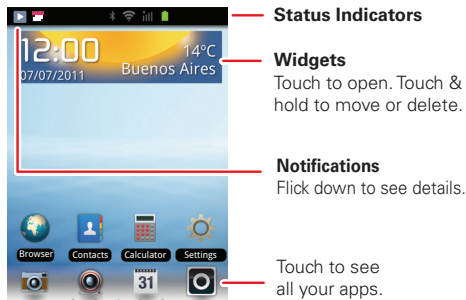 Status Indicators
12:00
14°C
07/07/2011
Buenos Aires
Widgets
Touch to open. Touch &
hold to move or delete.
Notifications
Flick down to see details.
Browser
Contacts
Calculator
Settings
31
Touch to see
all your apps.